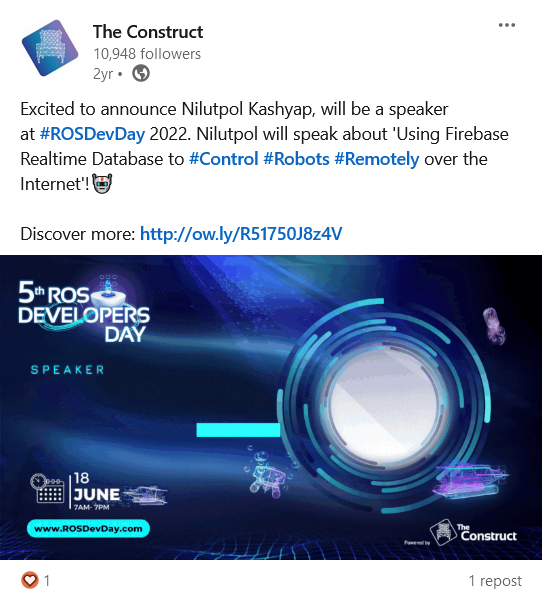 The Construct
10,948 followers
2yr •
Excited to announce Nilutpol Kashyap, will be a speaker
at #ROSDevDay 2022. Nilutpol will speak about 'Using Firebase
Realtime Database to #Control #Robots #Remotely over the
Internet'!
Discover more: http://ow.ly/R51750J8z4V
5th ROS
DEVELOPERS
DAY
SPEAKER
18
JUNE
7AM- 7PM
www.ROSDevDay.com
Powered by The Construct
1
1 repost